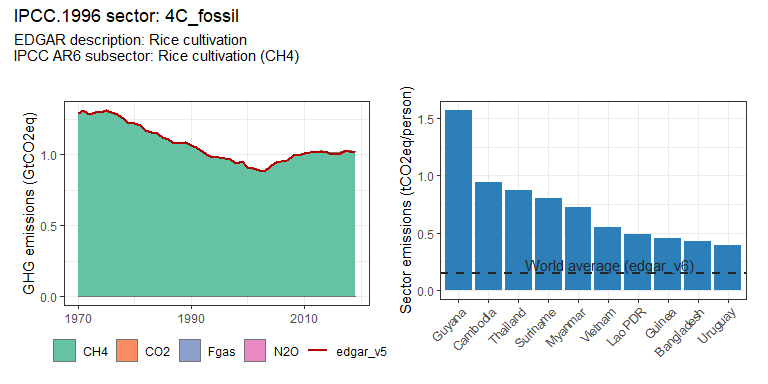 IPCC.1996 sector: 4C_fossil
EDGAR description: Rice cultivation
IPCC AR6 subsector: Rice cultivation (CH4)
GHG emissions (GtCO2eq)
1.0
0.5
0.0
1970
1990
2010
CH4
CO2
Fgas
N2O
edgar_v5
Sector emissions (tCO2eq/person)
1.5
1.0
0.5
0.0
World average (edgar_v6)
Guyana
Cambodia
Thailand
Suriname
Myanmar
Vietnam
Lao PDR
Guinea
Bangladesh
Uruguay